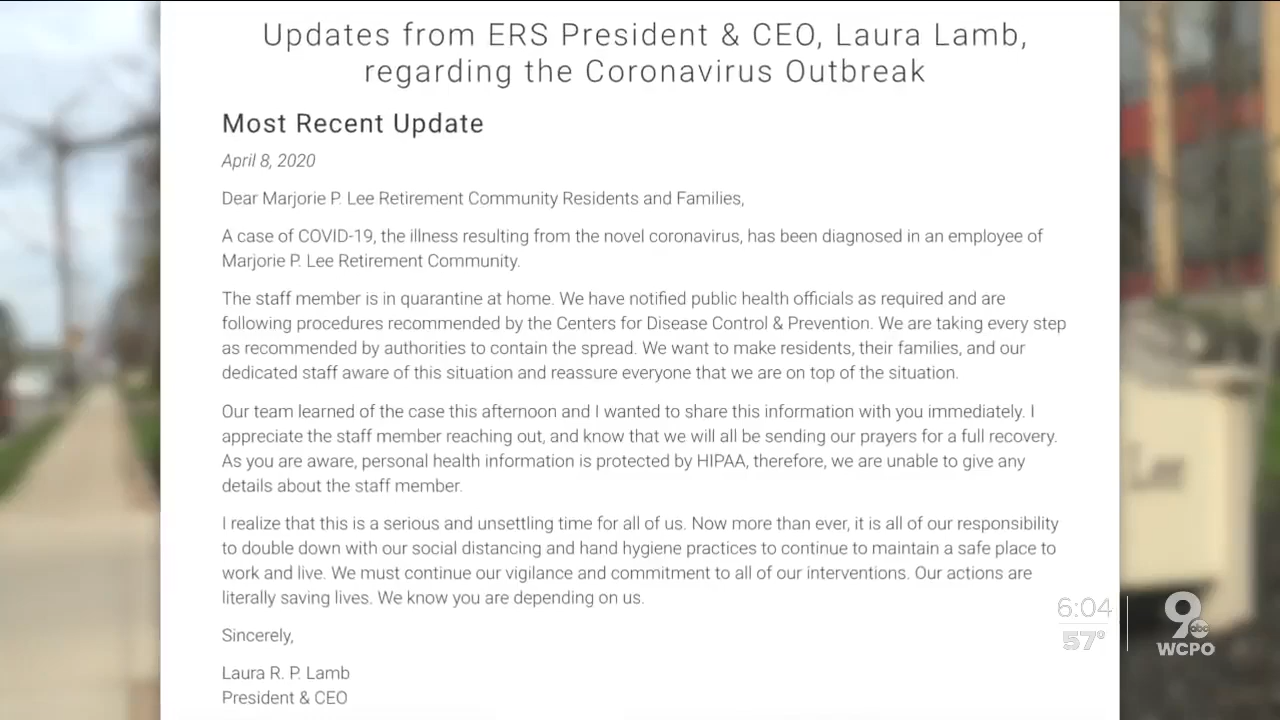 Updates from ERS President & CEO, Laura Lamb,
regarding the Coronavirus Outbreak
Most Recent Update
April 8, 2020
Dear Marjorie P. Lee Retirement Community Residents and Families,
A case of COVID-19, the illness resulting from the novel coronavirus, has been diagnosed in an employee of
Marjorie P. Lee Retirement Community.
The staff member is in quarantine at home. We have notified public health officials as required and are
following procedures recommended by the Centers for Disease Control & Prevention. We are taking every step
as recommended by authorities to contain the spread. We want to make residents, their families, and our
dedicated staff aware of this situation and reassure everyone that we are on top of the situation.
Our team learned of the case this afternoon and I wanted to share this information with you immediately. I
appreciate the staff member reaching out, and know that we will all be sending our prayers for a full recovery.
As you are aware, personal health information is protected by HIPAA, therefore, we are unable to give any
details about the staff member.
I realize that this is a serious and unsettling time for all of us. Now more than ever, it is all of our responsibility
to double down with our social distancing and hand hygiene practices to continue to maintain a safe place to
work and live. We must continue our vigilance and commitment to all of our interventions. Our actions are
literally saving lives. We know you are depending on us.
Sincerely,
Laura R. P. Lamb
President & CEO
Lee
6:04
57°
9
abc
WCPO